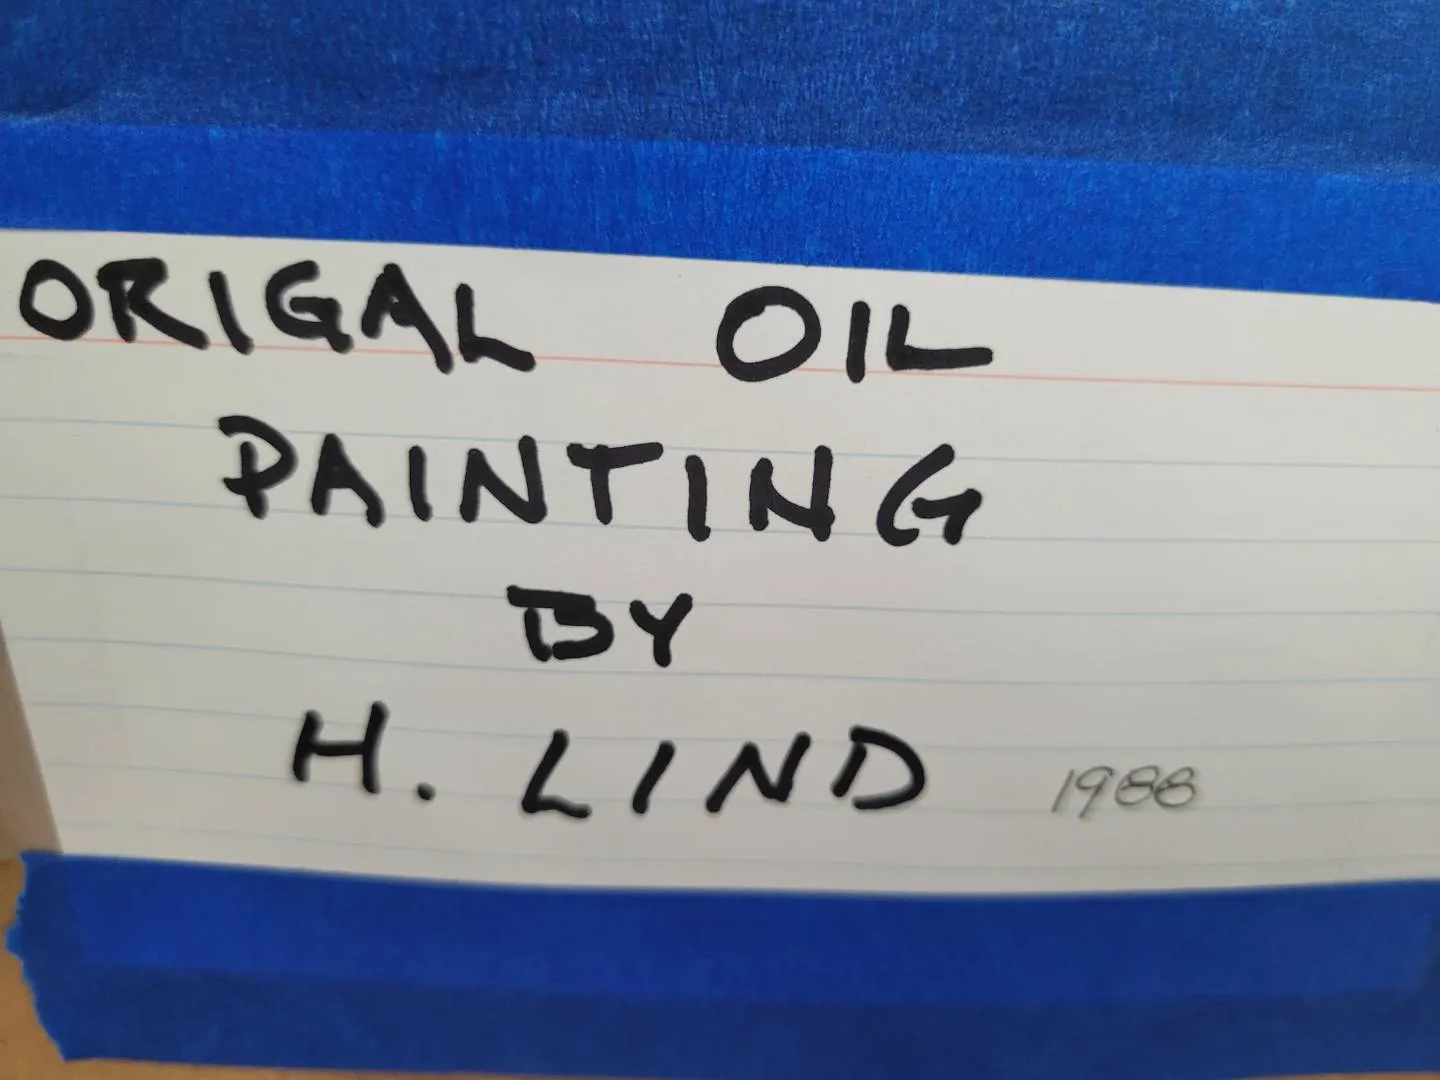 ORIGAL OIL
PAINTING
BY
H. LIND 1988